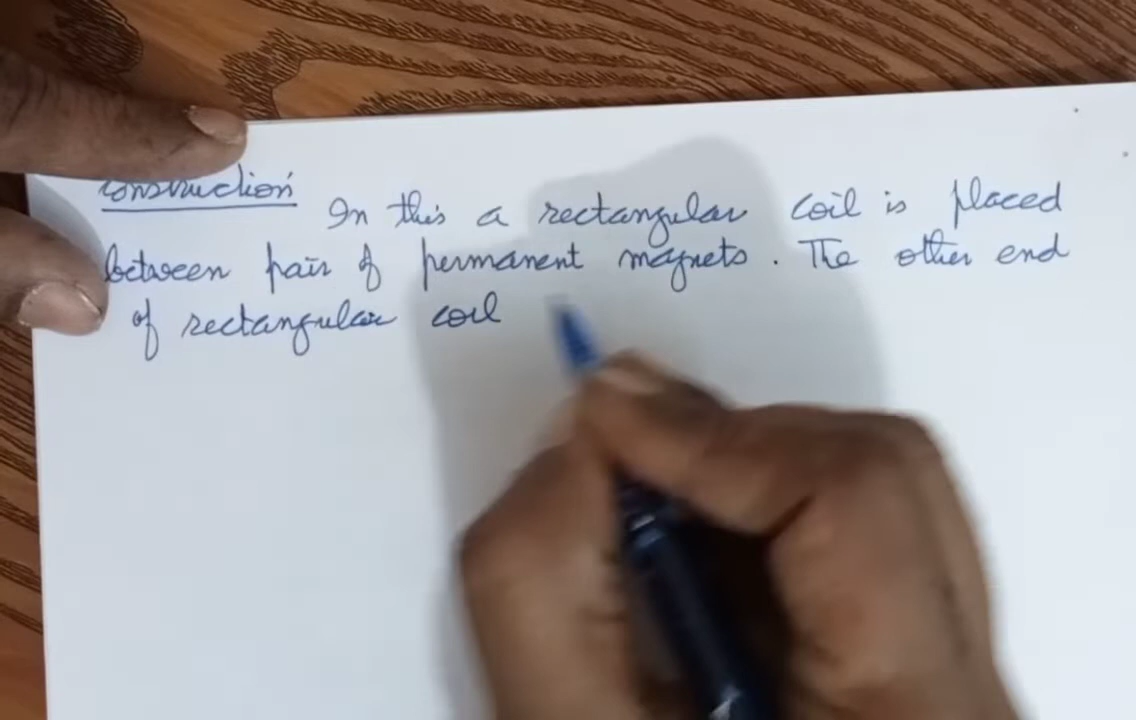 Construction
In this a rectangular coil is placed
between pair of permanent magnets. The other end
of rectangular coil